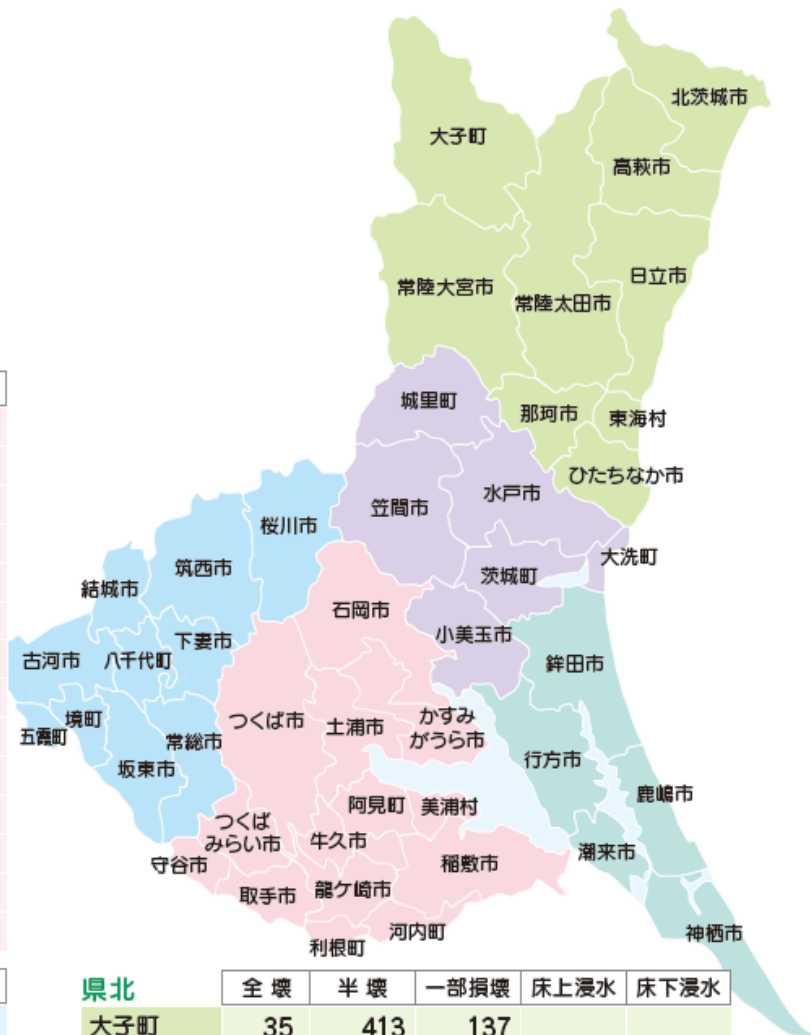 北茨城市
大子町
高萩市
日立市
常陸大宮市
常陸太田市
城里町
那珂市
東海村
ひたちなか市
水戸市
笠間市
桜川市
大洗町
筑西市
茨城町
結城市
石岡市
小美玉市
下妻市
古河市
八千代町
鉾田市
かすみ
がうら市
つくば市
土浦市
境町
五霞町
常総市
行方市
坂東市
鹿嶋市
阿見町
美浦村
つくば
みらい市
牛久市
潮来市
守谷市
稲敷市
取手市
龍ケ崎市
河内町
神栖市
利根町
県北 全壊 半壊 一部損壊 床上浸水 床下浸水
大子町 35 413 137